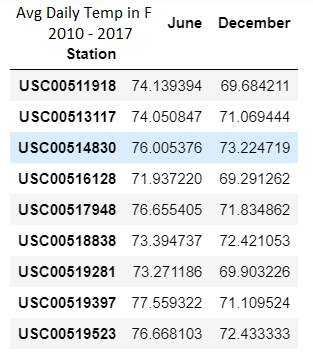 Avg Daily Temp in F June December
2010 - 2017
Station
USC00511918 74.139394 69.684211
USC00513117 74.050847 71.069444
USC00514830 76.005376 73.224719
USC00516128 71.937220 69.291262
USC00517948 76.655405 71.834862
USC00518838 73.394737 72.421053
USC00519281 73.271186 69.903226
USC00519397 77.559322 71.109524
USC00519523 76.668103 72.433333